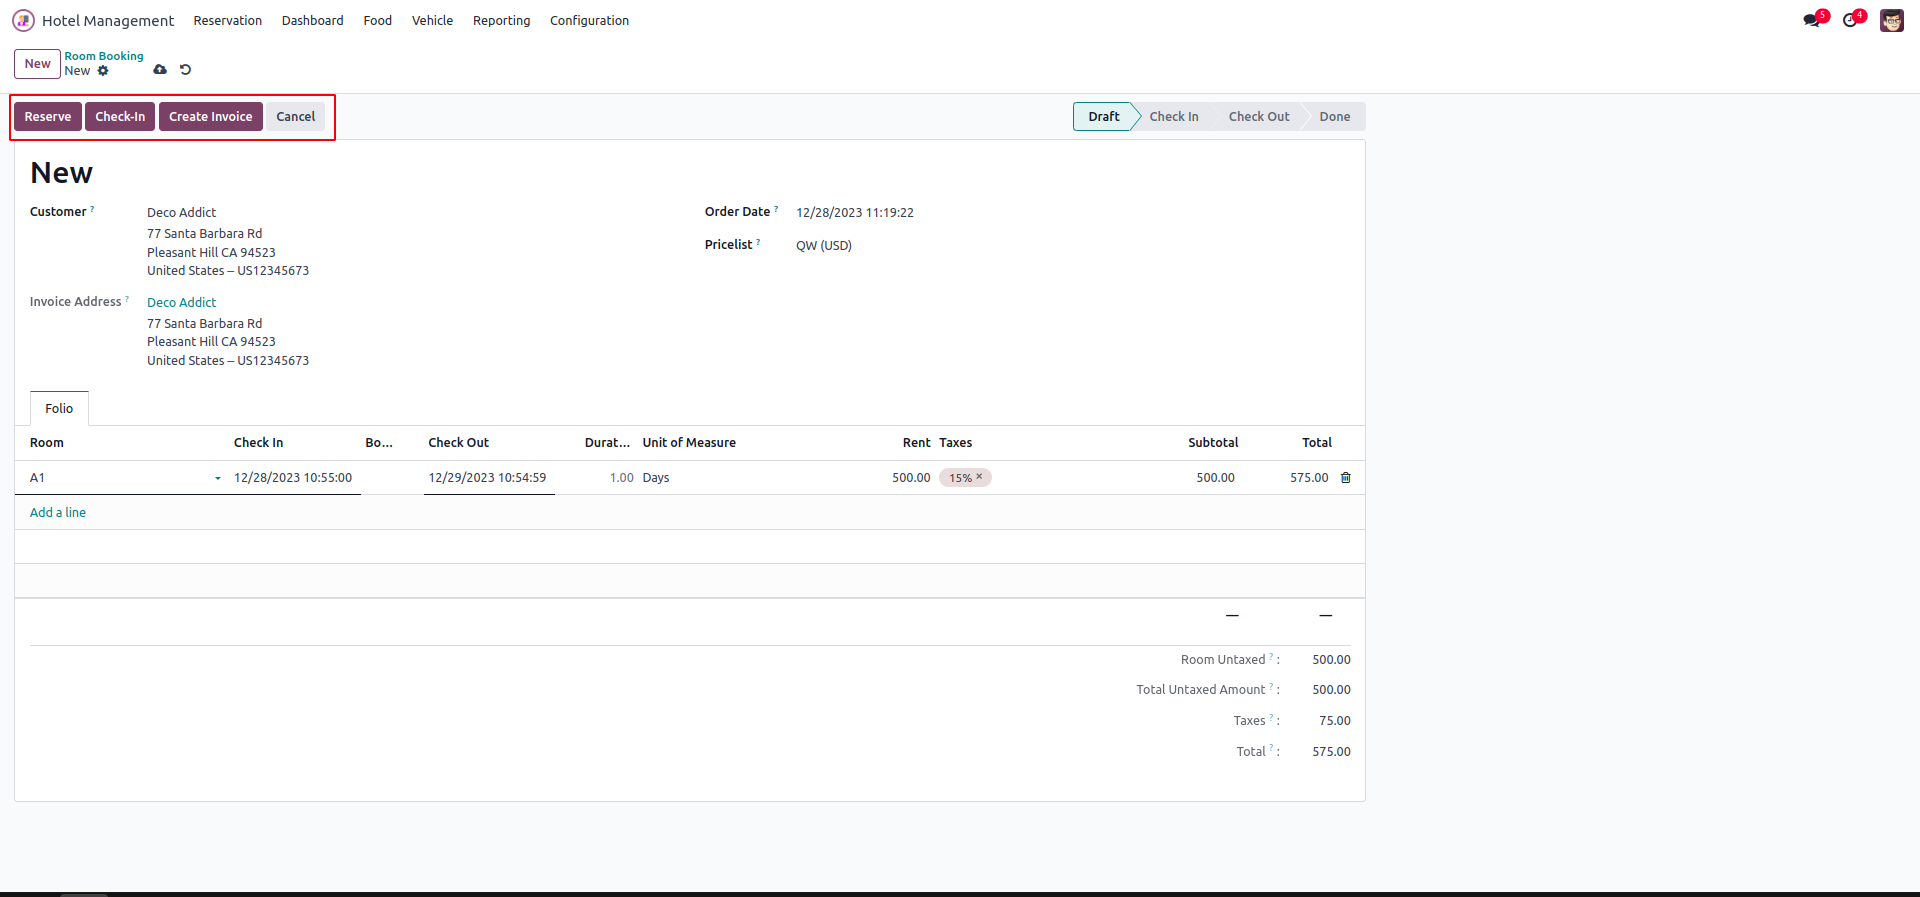 Hotel Management Reservation Dashboard Food Vehicle Reporting Configuration 5 4
New Room Booking
New
Reserve Check-In Create Invoice Cancel Draft Check In Check Out Done
New
Customer ? Deco Addict Order Date ? 12/28/2023 11:19:22
77 Santa Barbara Rd
Pleasant Hill CA 94523 Pricelist ? QW (USD)
United States – US12345673
Invoice Address ? Deco Addict
77 Santa Barbara Rd
Pleasant Hill CA 94523
United States – US12345673
Folio
Room Check In Bo... Check Out Durat... Unit of Measure Rent Taxes Subtotal Total
A1 12/28/2023 10:55:00 12/29/2023 10:54:59 1.00 Days 500.00 15% × 500.00 575.00
Add a line
— —
Room Untaxed ? : 500.00
Total Untaxed Amount ? : 500.00
Taxes ? : 75.00
Total ? : 575.00